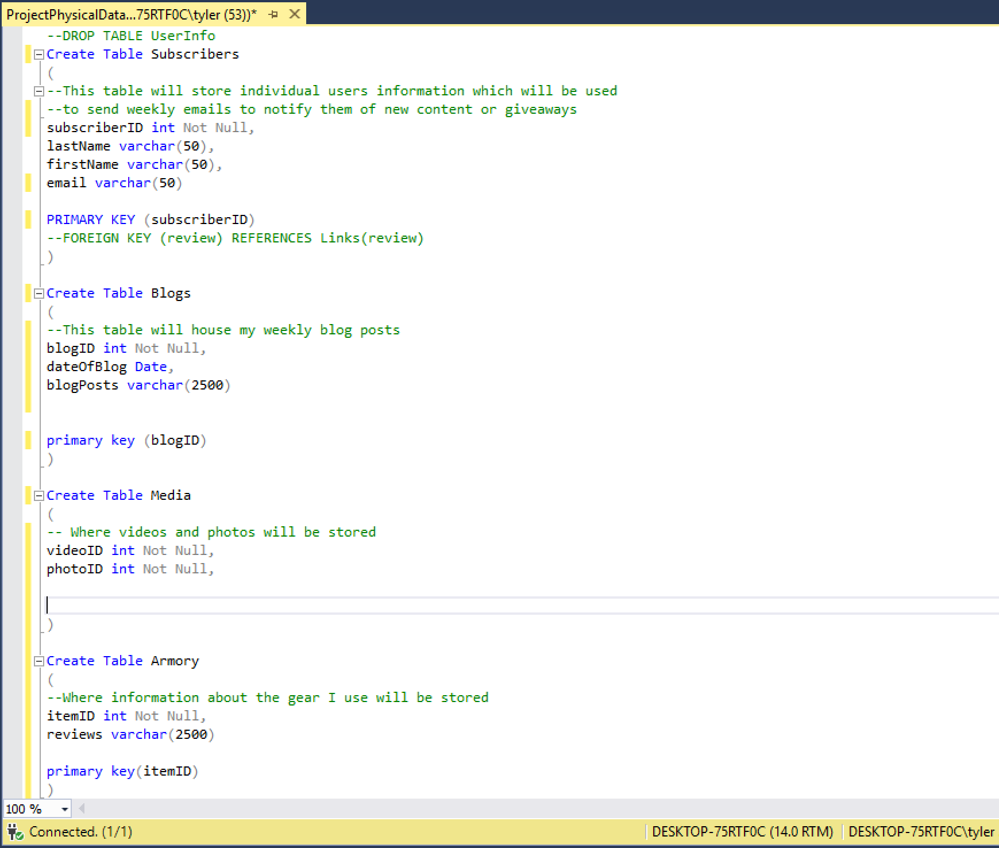 ProjectPhysicalData...75RTF0C\tyler (53))*
--DROP TABLE UserInfo
Create Table Subscribers
(
--This table will store individual users information which will be used
--to send weekly emails to notify them of new content or giveaways
subscriberID int Not Null,
lastName varchar(50),
firstName varchar(50),
email varchar(50)
PRIMARY KEY (subscriberID)
--FOREIGN KEY (review) REFERENCES Links(review)
)
Create Table Blogs
(
--This table will house my weekly blog posts
blogID int Not Null,
dateOfBlog Date,
blogPosts varchar(2500)
primary key (blogID)
)
Create Table Media
(
-- Where videos and photos will be stored
videoID int Not Null,
photoID int Not Null,
)
Create Table Armory
(
--Where information about the gear I use will be stored
itemID int Not Null,
reviews varchar(2500)
primary key(itemID)
)
100 %
Connected. (1/1) DESKTOP-75RTF0C (14.0 RTM) DESKTOP-75RTF0C\tyler